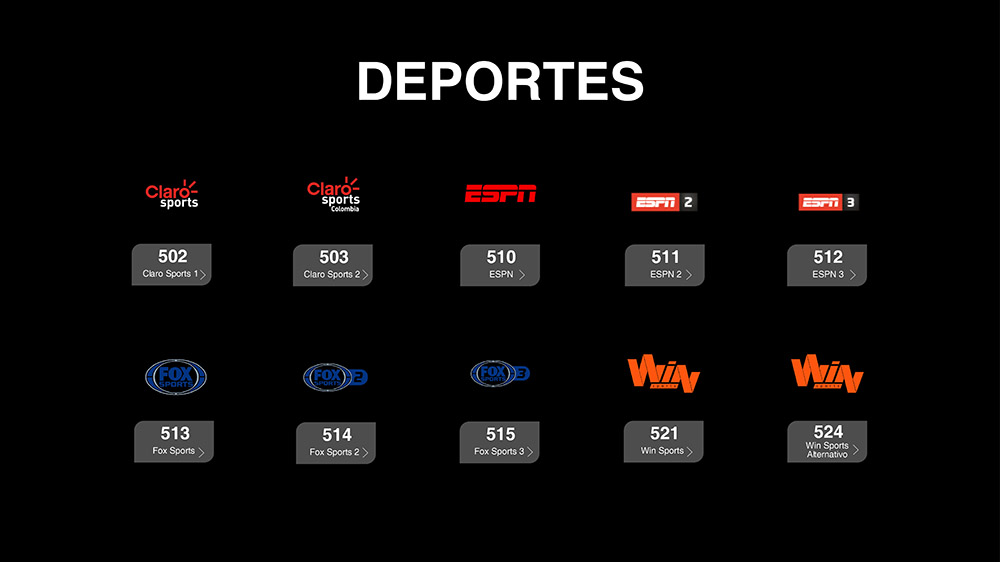 DEPORTES
Claro
sports
Claro
sports
Colombia
ESPN
ESPN 2
ESPN 3
502
Claro Sports 1
503
Claro Sports 2
510
ESPN
511
ESPN 2
512
ESPN 3
FOX
SPORTS
FOX
SPORTS 2
FOX
SPORTS 3
WiN
SPORTS
WiN
SPORTS
513
Fox Sports
514
Fox Sports 2
515
Fox Sports 3
521
Win Sports
524
Win Sports
Alternativo